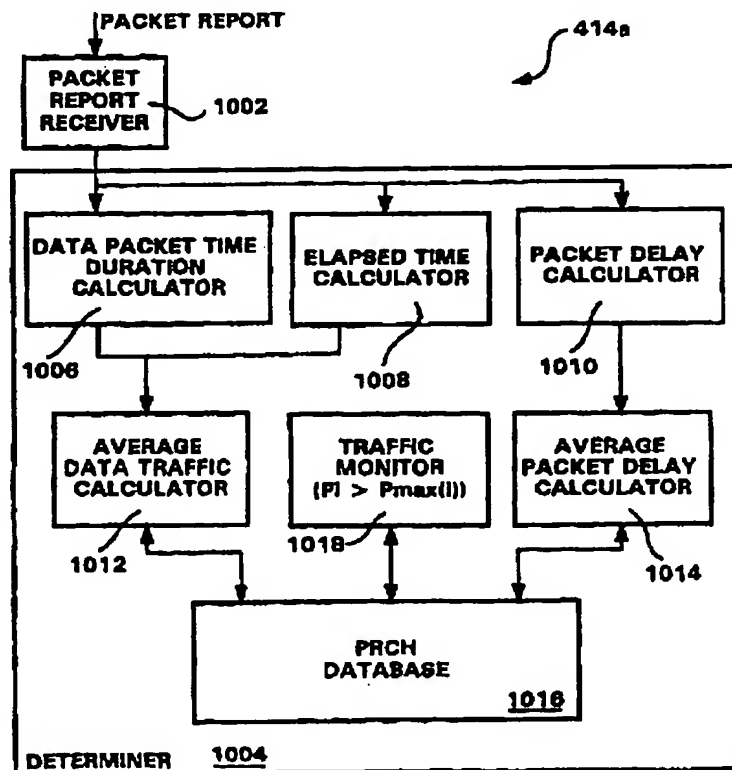 PACKET REPORT
414a
PACKET
REPORT
RECEIVER
1002
DATA PACKET TIME
DURATION
CALCULATOR
ELAPSED TIME
CALCULATOR
PACKET DELAY
CALCULATOR
1006
1008
1010
AVERAGE
DATA TRAFFIC
CALCULATOR
TRAFFIC
MONITOR
(Pi > Pmax(i))
AVERAGE
PACKET DELAY
CALCULATOR
1012
1018
1014
PRCH
DATABASE
1016
DETERMINER 1004